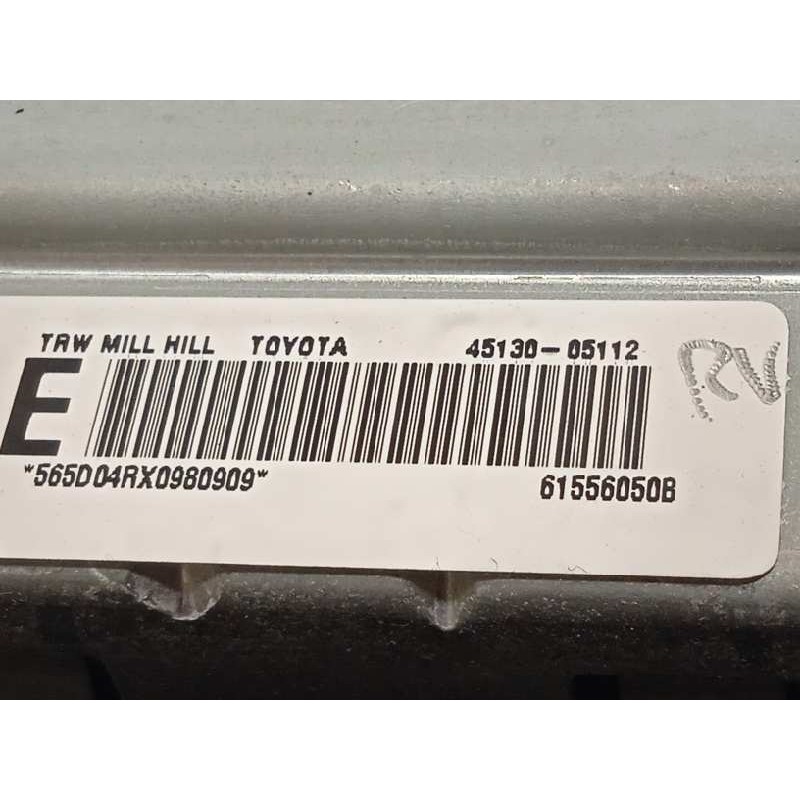 TRW MILL HILL TOYOTA 45130-05112
E
*565D04RX0980909* 61556050B